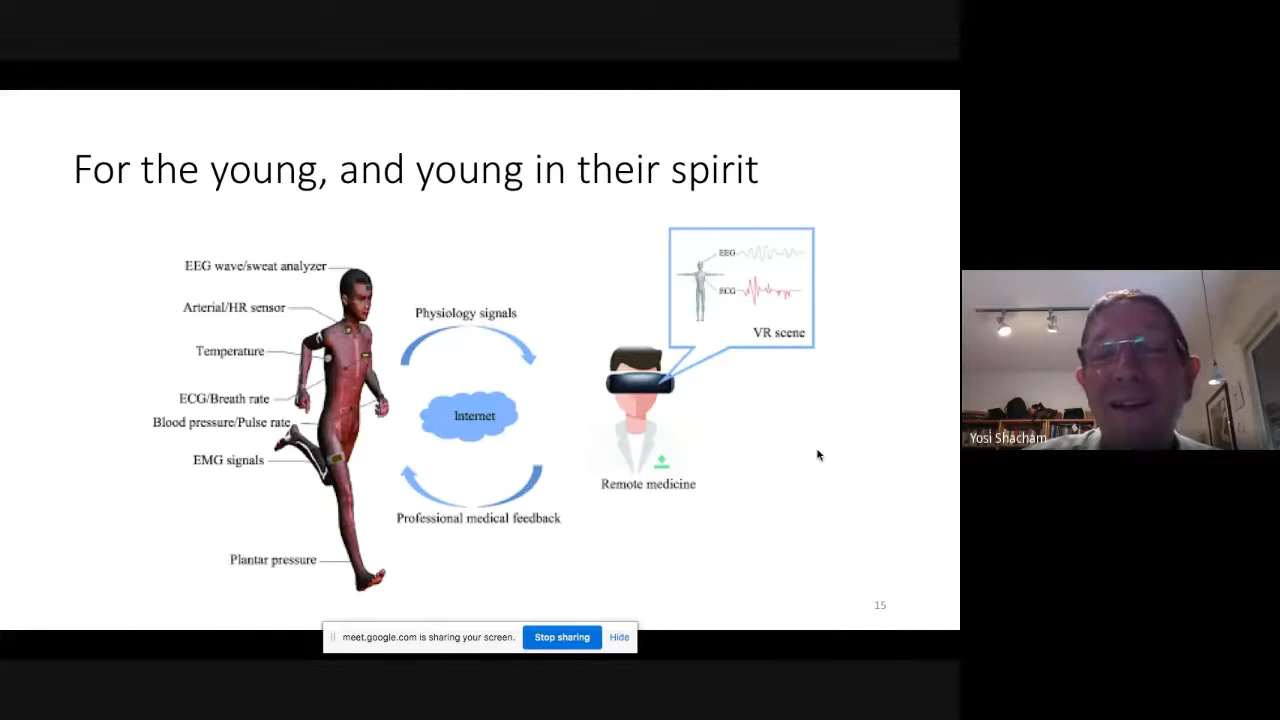 For the young, and young in their spirit
EEG wave/sweat analyzer
Arterial/HR sensor
Temperature
ECG/Breath rate
Blood pressure/Pulse rate
EMG signals
Plantar pressure
Physiology signals
Internet
Professional medical feedback
EEG
ECG
VR scene
Remote medicine
15
Yosi Shacham
meet.google.com is sharing your screen.
Stop sharing
Hide